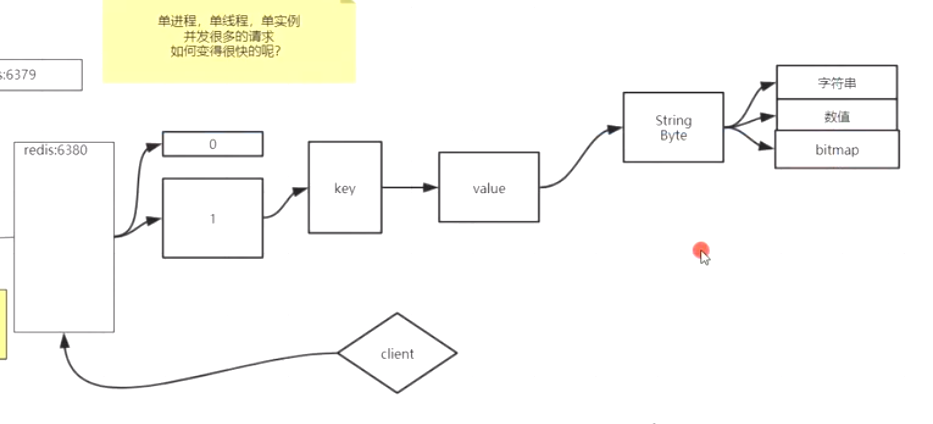 单进程，单线程，单实例
并发很多的请求
如何变得很快的呢？
s:6379
redis:6380
0
1
key
value
String
Byte
字符串
数值
bitmap
client